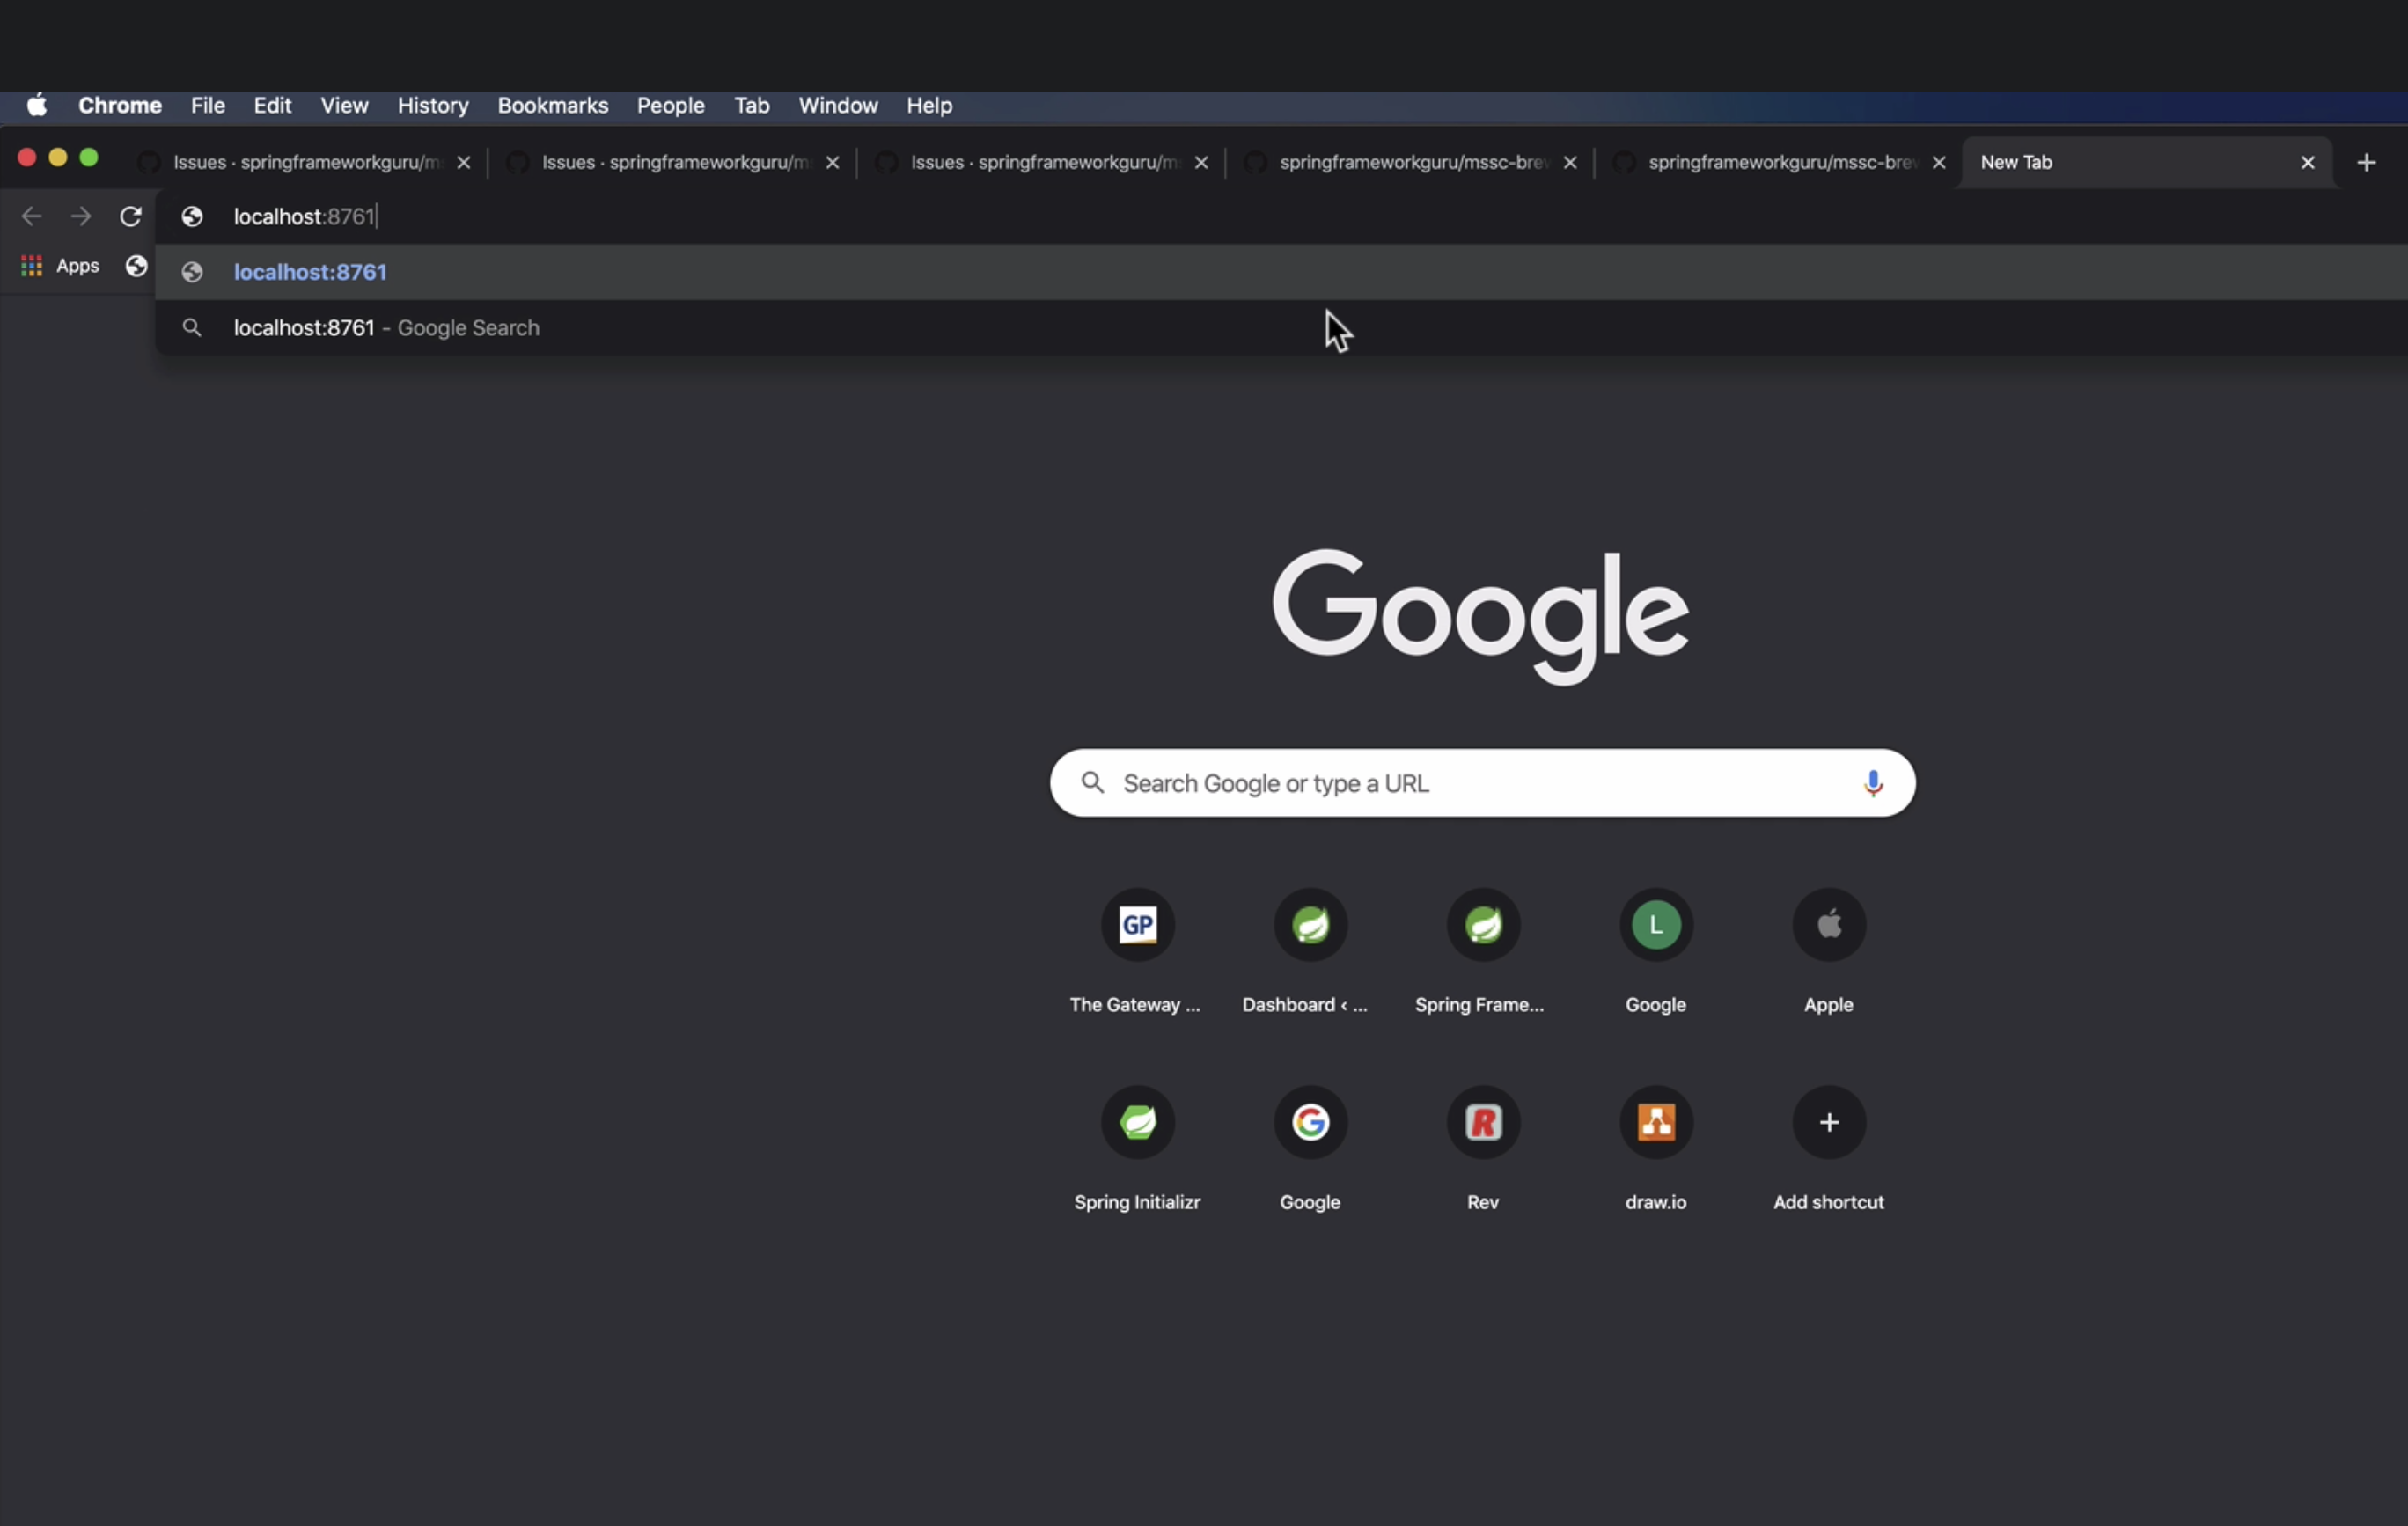 Chrome File Edit View History Bookmarks People Tab Window Help
Issues · springframeworkguru/m Issues · springframeworkguru/m Issues · springframeworkguru/m springframeworkguru/mssc-brew springframeworkguru/mssc-brew New Tab
localhost:8761
Apps localhost:8761
localhost:8761 - Google Search
Google
Search Google or type a URL
GP L
The Gateway ... Dashboard ‹ ... Spring Frame... Google Apple
G R
Spring Initializr Google Rev draw.io Add shortcut